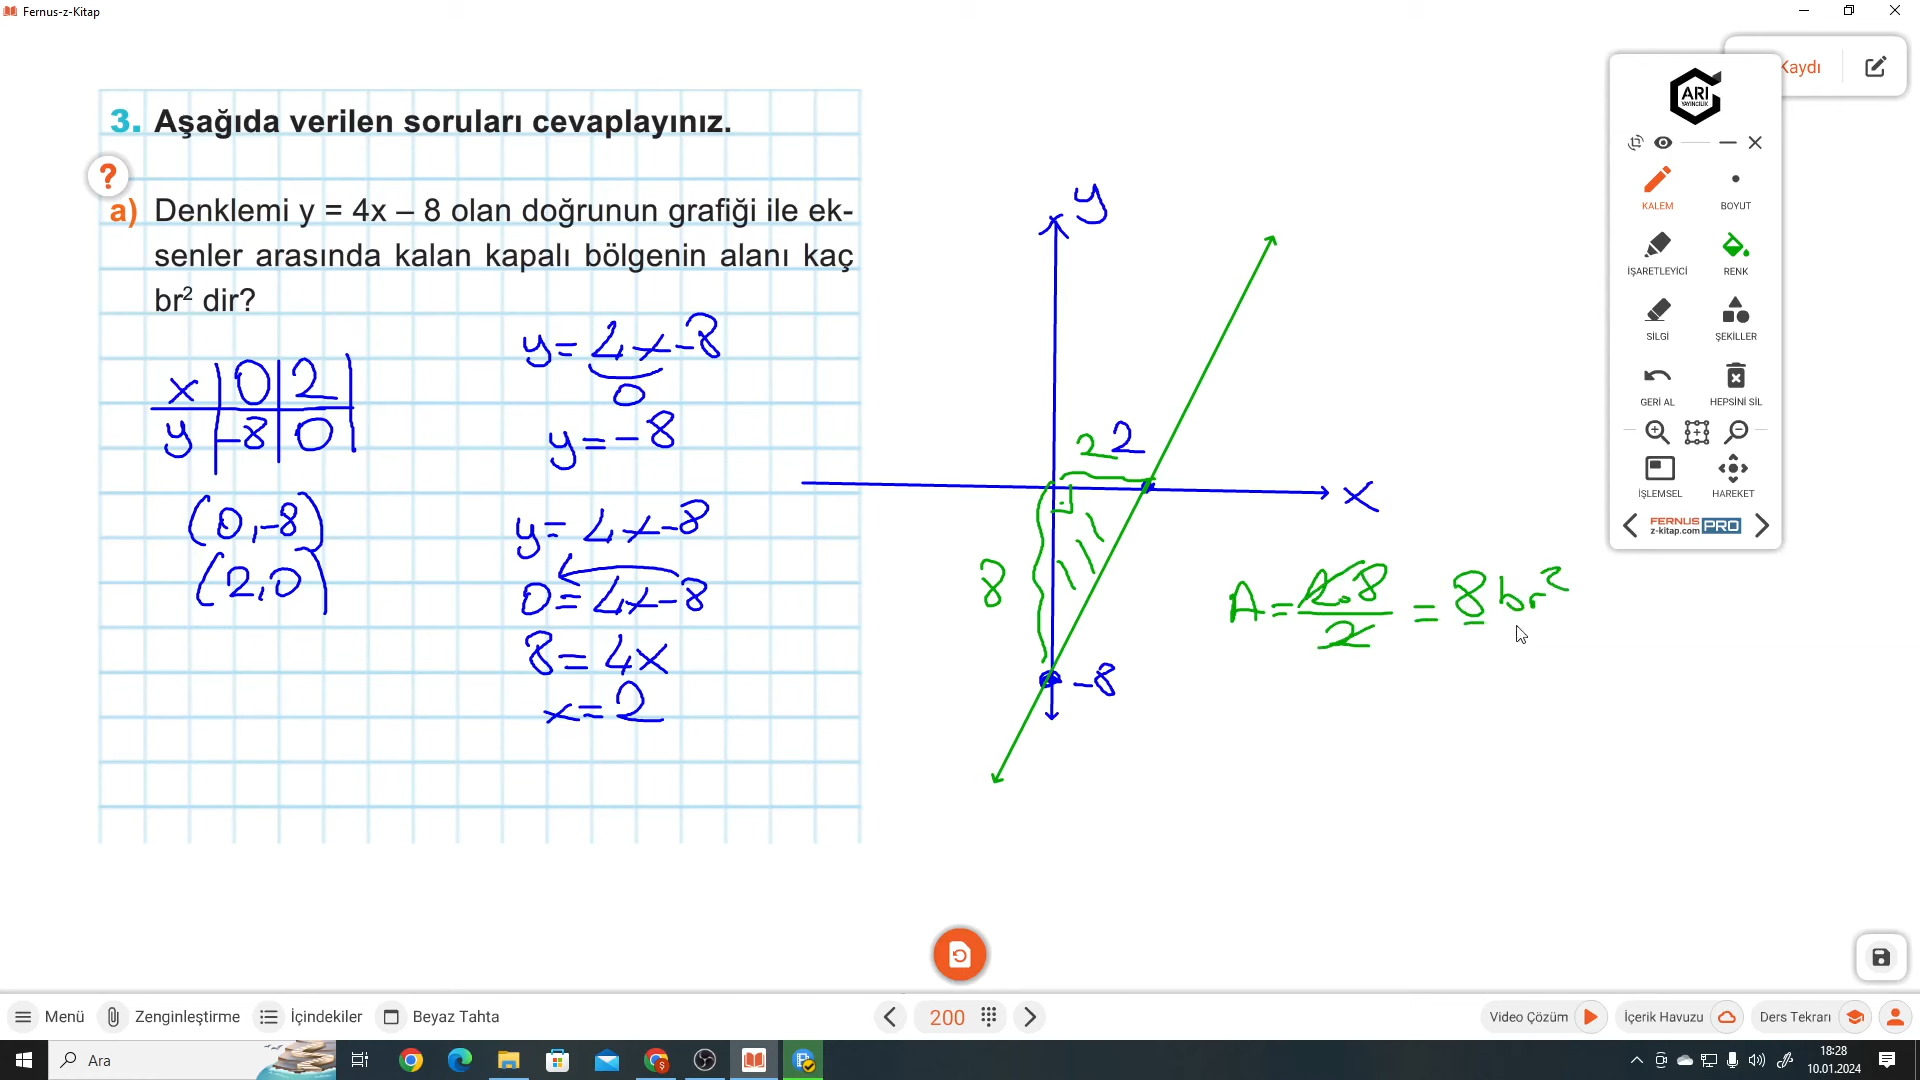 Fernus-z-Kitap
Kaydı
ARI
YAYINCILIK
3. Aşağıda verilen soruları cevaplayınız.
?
a) Denklemi y = 4x – 8 olan doğrunun grafiği ile ek-
senler arasında kalan kapalı bölgenin alanı kaç
br² dir?
x 0 2
y -8 0
(0,-8)
(2,0)
y= 4x-8
0
y=-8
y= 4x-8
0= 4x-8
8= 4x
x= 2
y
2 2
x
8
-8
A= 2.8/2 = 8 br²
KALEM
BOYUT
İŞARETLEYİCİ
RENK
SİLGİ
ŞEKİLLER
GERİ AL
HEPSİNİ SİL
İŞLEMSEL
HAREKET
FERNUS PRO
z-kitap.com
Menü
Zenginleştirme
İçindekiler
Beyaz Tahta
200
Video Çözüm
İçerik Havuzu
Ders Tekrarı
Ara
18:28
10.01.2024